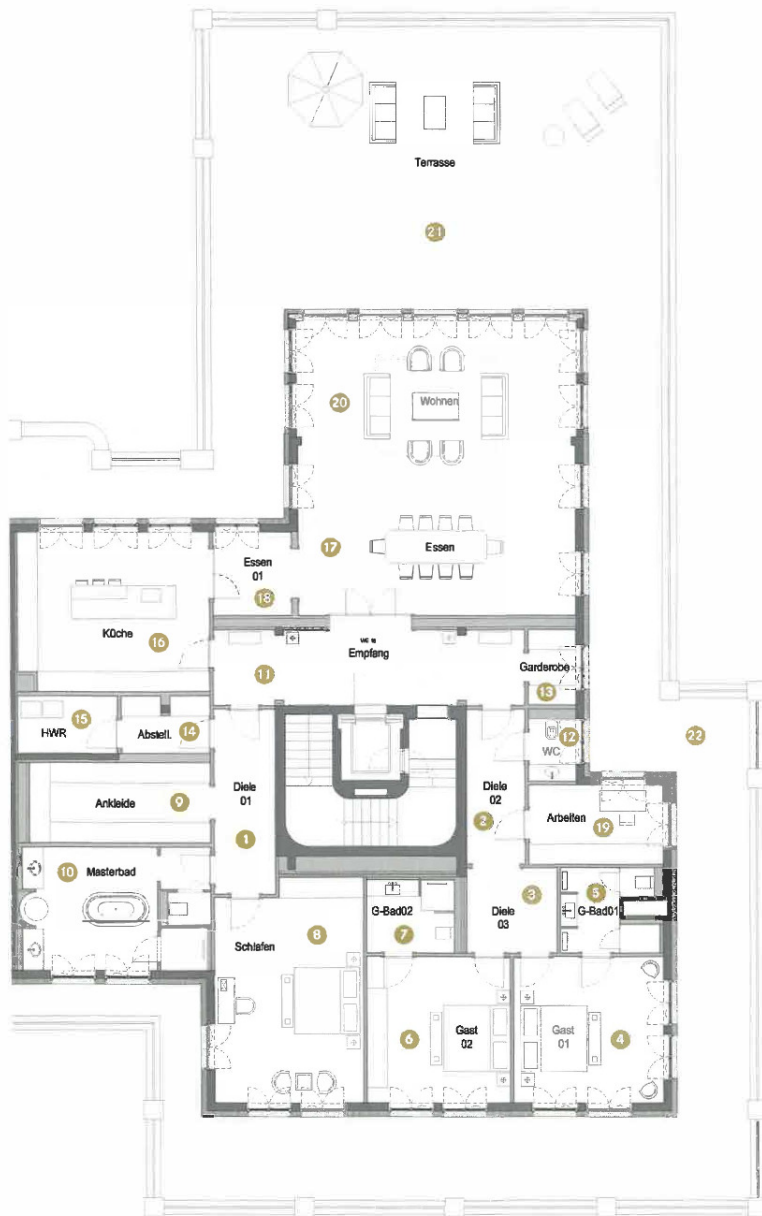 Terrasse
21
20
Wohnen
17
Essen
Essen
01
18
Küche
16
11
Empfang
Garderobe
13
15
HWR
14
Abstell.
12
WC
22
Ankleide
9
Diele
01
1
Diele
02
2
Arbeiten
19
10
Masterbad
3
Diele
03
5
G-Bad01
G-Bad02
7
8
Schlafen
6
Gast
02
Gast
01
4